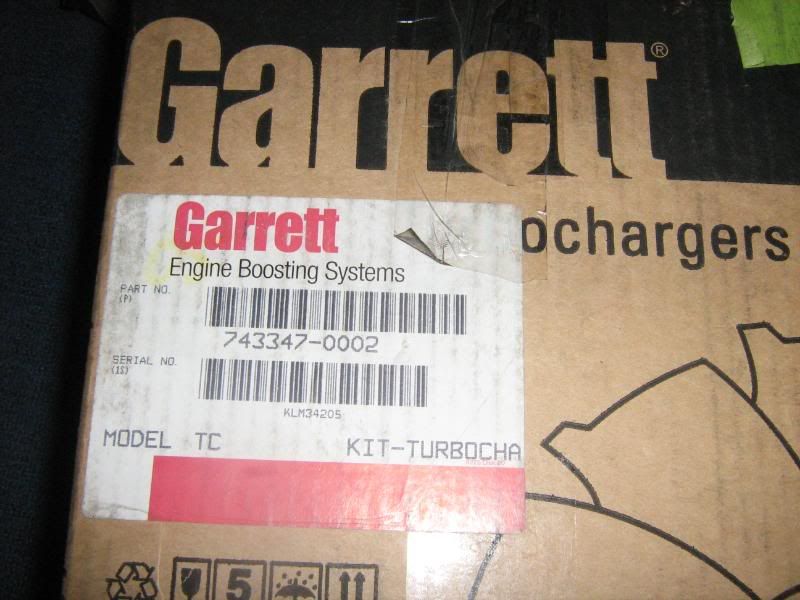 Garrett®
ochargers
Garrett
Engine Boosting Systems
PART NO.
(P)
743347-0002
SERIAL NO.
(1S)
KLM34205
MODEL TC KIT-TURBOCHA
5